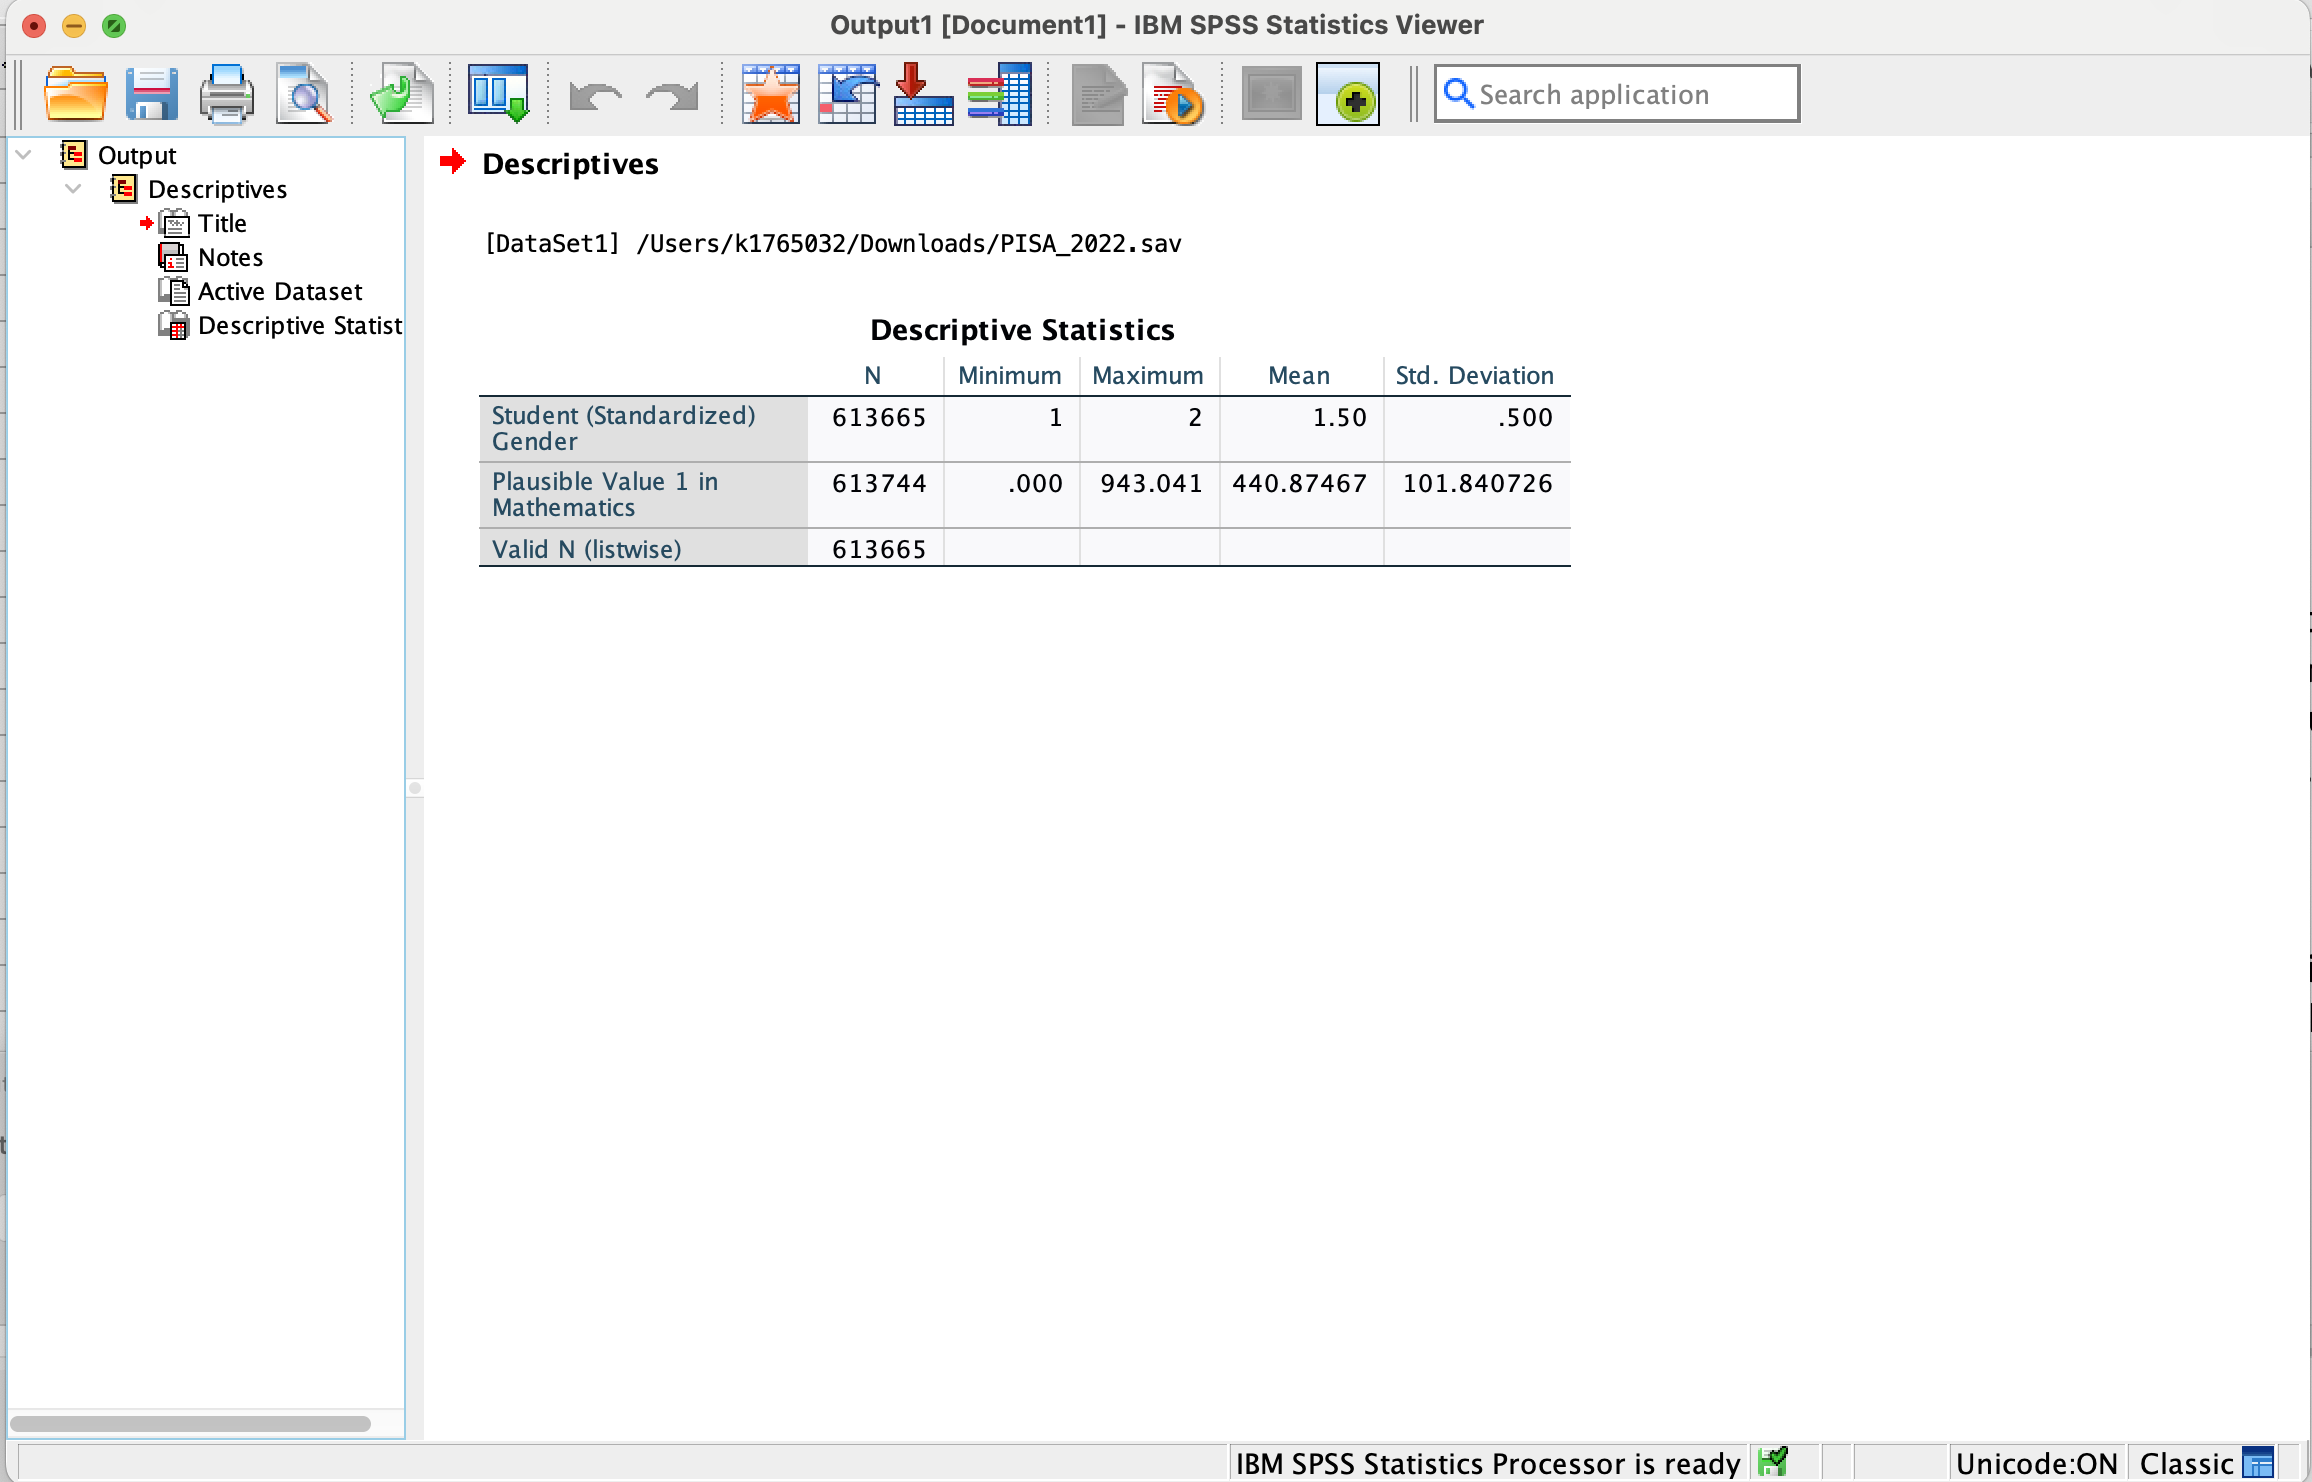 Output1 [Document1] - IBM SPSS Statistics Viewer
Search application
Output
Descriptives
Title
Notes
Active Dataset
Descriptive Statist
Descriptives
[DataSet1] /Users/k1765032/Downloads/PISA_2022.sav
Descriptive Statistics
N Minimum Maximum Mean Std. Deviation
Student (Standardized) 613665 1 2 1.50 .500
Gender
Plausible Value 1 in 613744 .000 943.041 440.87467 101.840726
Mathematics
Valid N (listwise) 613665
IBM SPSS Statistics Processor is ready Unicode:ON Classic